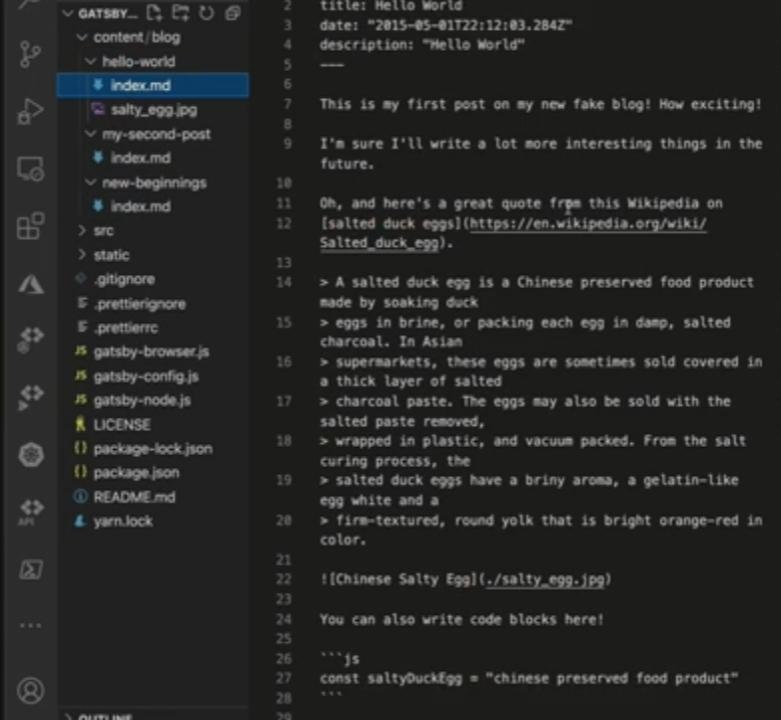 GATSBY...
content/blog
hello-world
index.md
salty_egg.jpg
my-second-post
index.md
new-beginnings
index.md
src
static
.gitignore
.prettierignore
.prettierrc
JS gatsby-browser.js
JS gatsby-config.js
JS gatsby-node.js
LICENSE
{} package-lock.json
{} package.json
README.md
yarn.lock
API
OUTLINE
2 title: Hello World
3 date: "2015-05-01T22:12:03.284Z"
4 description: "Hello World"
5 ---
6
7 This is my first post on my new fake blog! How exciting!
8
9 I'm sure I'll write a lot more interesting things in the
future.
10
11 Oh, and here's a great quote from this Wikipedia on
12 [salted duck eggs](https://en.wikipedia.org/wiki/
Salted_duck_egg).
13
14 > A salted duck egg is a Chinese preserved food product
made by soaking duck
15 > eggs in brine, or packing each egg in damp, salted
charcoal. In Asian
16 > supermarkets, these eggs are sometimes sold covered in
a thick layer of salted
17 > charcoal paste. The eggs may also be sold with the
salted paste removed,
18 > wrapped in plastic, and vacuum packed. From the salt
curing process, the
19 > salted duck eggs have a briny aroma, a gelatin-like
egg white and a
20 > firm-textured, round yolk that is bright orange-red in
color.
21
22 ![Chinese Salty Egg](./salty_egg.jpg)
23
24 You can also write code blocks here!
25
26 ```js
27 const saltyDuckEgg = "chinese preserved food product"
28 ```
29